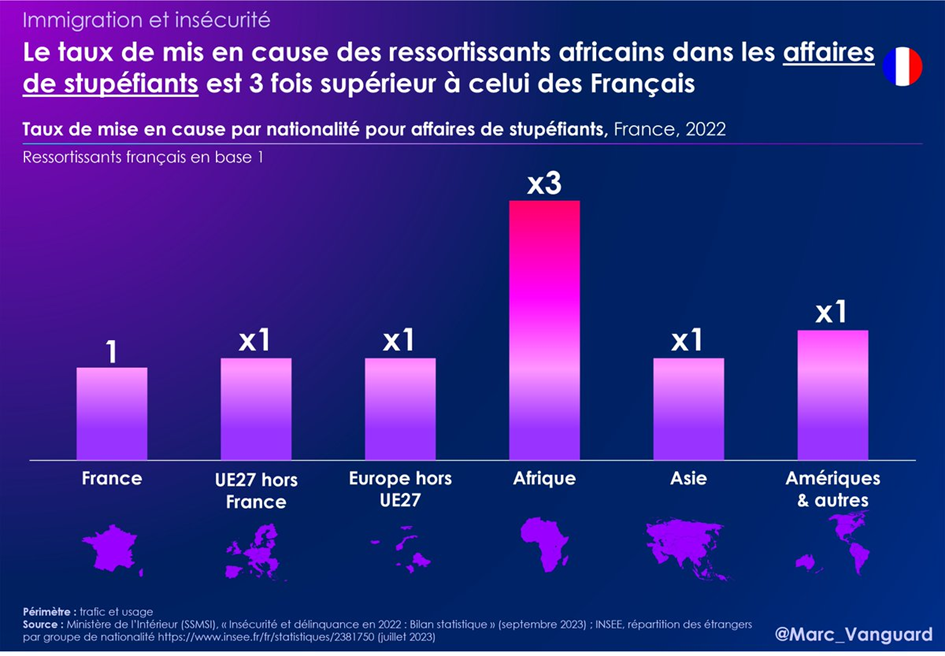 Immigration et insécurité
Le taux de mis en cause des ressortissants africains dans les affaires
de stupéfiants est 3 fois supérieur à celui des Français
Taux de mise en cause par nationalité pour affaires de stupéfiants, France, 2022
Ressortissants français en base 1
x3
x1
1
x1
x1
x1
France
UE27 hors
France
Europe hors
UE27
Afrique
Asie
Amériques
& autres
Périmètre : trafic et usage
Source : Ministère de l'Intérieur (SSMSI), « Insécurité et délinquance en 2022 : Bilan statistique » (septembre 2023) ; INSEE, répartition des étrangers
par groupe de nationalité https://www.insee.fr/fr/statistiques/2381750 (juillet 2023)
@Marc_Vanguard